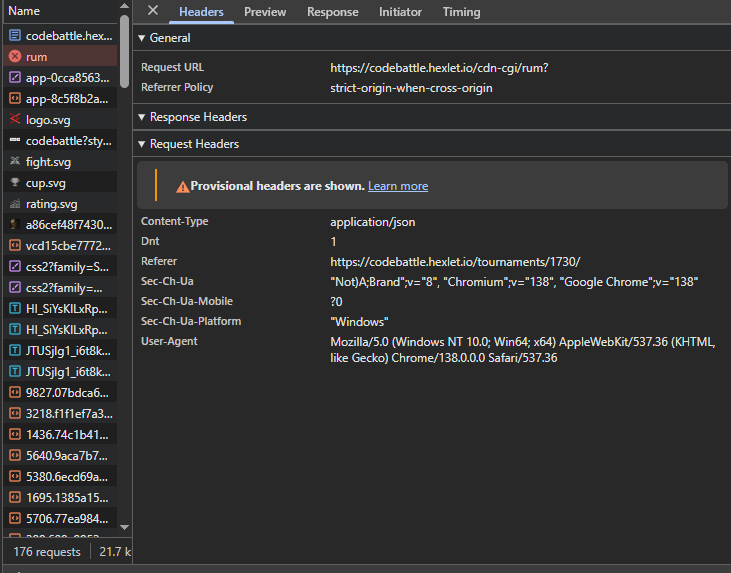 Name
codebattle.hex...
rum
app-0cca8563...
app-8c5f8b2a...
logo.svg
codebattle?sty...
fight.svg
cup.svg
rating.svg
a86cef48f7430...
vcd15cbe7772...
css2?family=S...
css2?family=...
HI_SiYsKILxRp...
HI_SiYsKILxRp...
JTUSjIg1_i6t8k...
JTUSjIg1_i6t8k...
9827.07bdca6...
3218.f1f1ef7a3...
1436.74c1b41...
5640.9aca7b7...
5380.6ecd69a...
1695.1385a15...
5706.77ea984...
176 requests 21.7 k
Headers Preview Response Initiator Timing
General
Request URL https://codebattle.hexlet.io/cdn-cgi/rum?
Referrer Policy strict-origin-when-cross-origin
Response Headers
Request Headers
Provisional headers are shown. Learn more
Content-Type application/json
Dnt 1
Referer https://codebattle.hexlet.io/tournaments/1730/
Sec-Ch-Ua "Not)A;Brand";v="8", "Chromium";v="138", "Google Chrome";v="138"
Sec-Ch-Ua-Mobile ?0
Sec-Ch-Ua-Platform "Windows"
User-Agent Mozilla/5.0 (Windows NT 10.0; Win64; x64) AppleWebKit/537.36 (KHTML,
like Gecko) Chrome/138.0.0.0 Safari/537.36